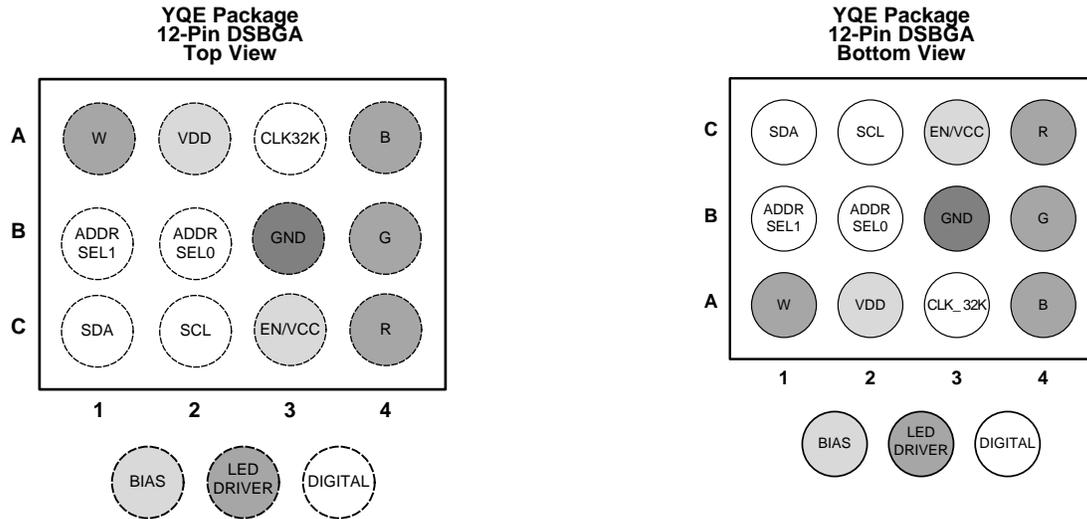 YQE Package
12-Pin DSBGA
Top View
A
W
VDD
CLK32K
B
B
ADDR
SEL1
ADDR
SEL0
GND
G
C
SDA
SCL
EN/VCC
R
1
2
3
4
BIAS
LED
DRIVER
DIGITAL
YQE Package
12-Pin DSBGA
Bottom View
C
SDA
SCL
EN/VCC
R
B
ADDR
SEL1
ADDR
SEL0
GND
G
A
W
VDD
CLK_ 32K
B
1
2
3
4
BIAS
LED
DRIVER
DIGITAL